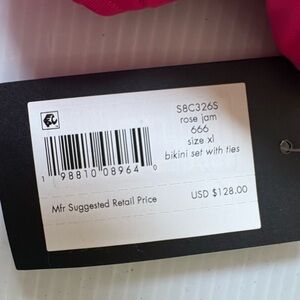 S8C326S
rose jam
666
size xl
bikini set with ties
1 98810 08964 0
Mfr Suggested Retail Price USD $128.00